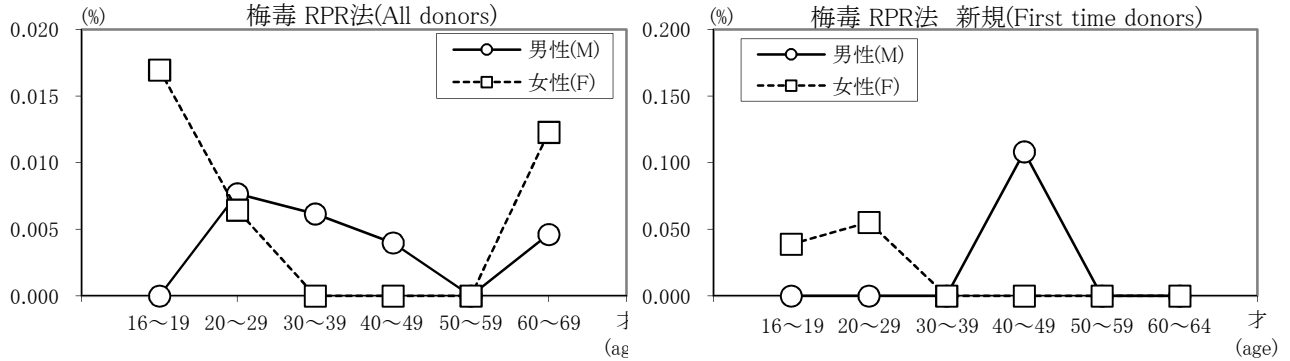 (%)
梅毒 RPR法(All donors)
0.020
0.015
0.010
0.005
0.000
男性(M)
女性(F)
16～19 20～29 30～39 40～49 50～59 60～69 才
(ag
(%)
梅毒 RPR法 新規(First time donors)
0.200
0.150
0.100
0.050
0.000
男性(M)
女性(F)
16～19 20～29 30～39 40～49 50～59 60～64 才
(age)